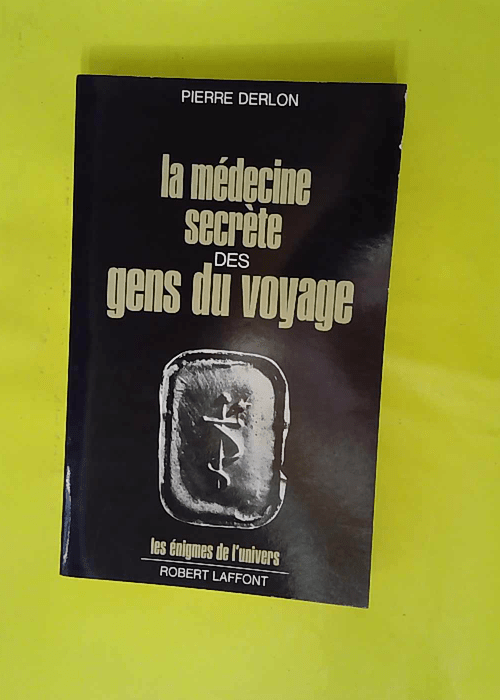 PIERRE DERLON
la médecine
secrète
DES
gens du voyage
les énigmes de l'univers
ROBERT LAFFONT